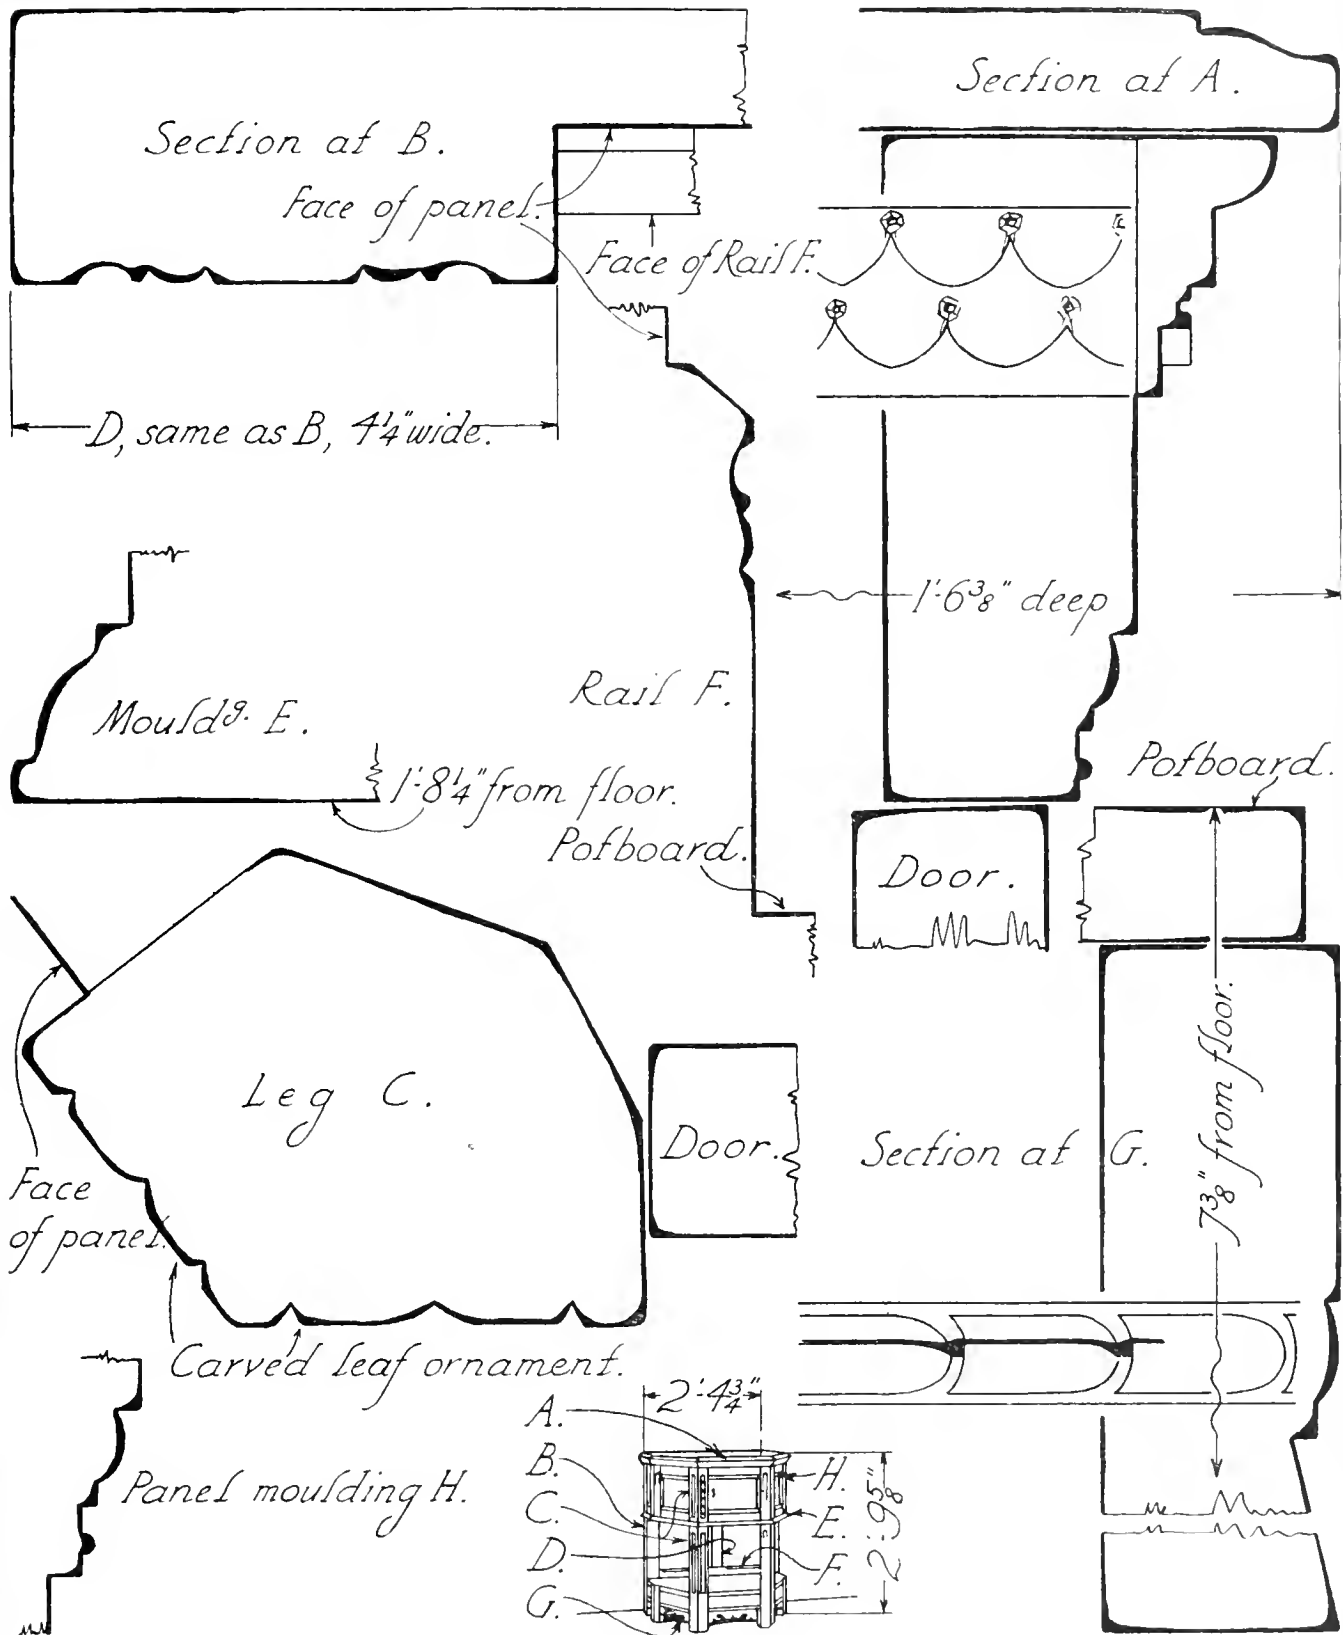 Section at A.
Section at B.
Face of panel.
Face of Rail F.
D, same as B, 4¼" wide.
1'-6⅜" deep
Rail F.
Mouldg. E.
1'-8¼" from floor.
Potboard.
Potboard.
Door.
Leg C.
Door.
Section at G.
7⅜" from floor.
Face
of panel.
Carved leaf ornament.
Panel moulding H.
2'-4¾"
A.
B.
C.
D.
G.
H.
E.
F.
2'-9⅝"